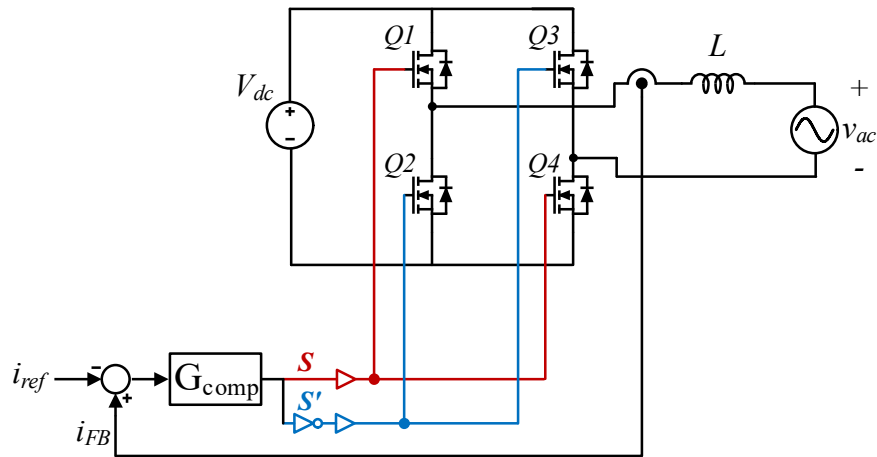 Q1
Q3
L
V_dc
+
-
+
v_ac
-
Q2
Q4
S
i_ref
-
+
G_comp
S'
i_FB